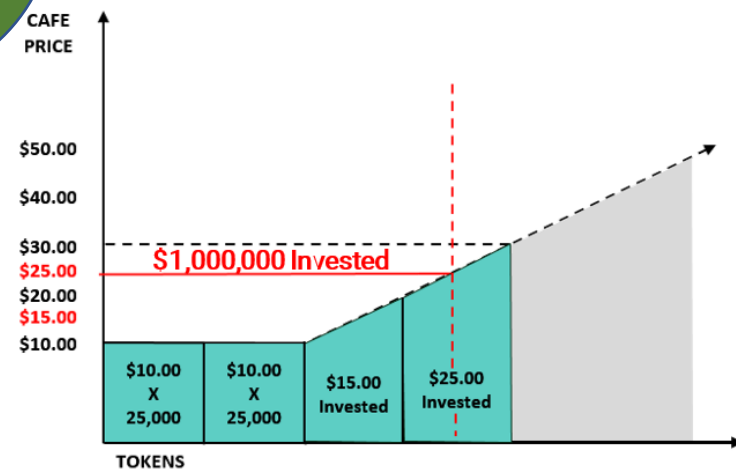 CAFE
PRICE
$50.00
$40.00
$30.00
$25.00
$20.00
$15.00
$10.00
$1,000,000 Invested
$10.00
X
25,000
$10.00
X
25,000
$15.00
Invested
$25.00
Invested
TOKENS